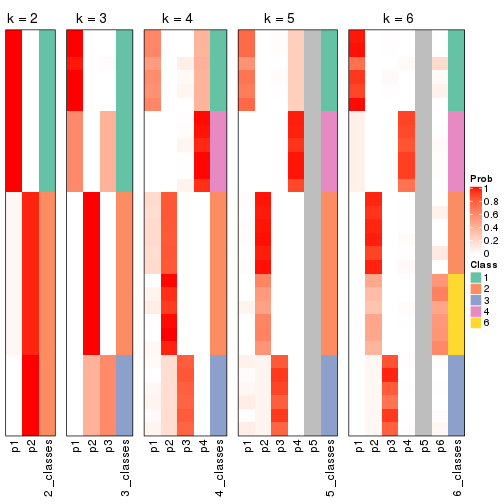 k = 2
k = 3
k = 4
k = 5
k = 6
p1
p2
2_classes
p1
p2
p3
3_classes
p1
p2
p3
p4
4_classes
p1
p2
p3
p4
p5
5_classes
p1
p2
p3
p4
p5
p6
6_classes
Prob
1
0.8
0.6
0.4
0.2
0
Class
1
2
3
4
6